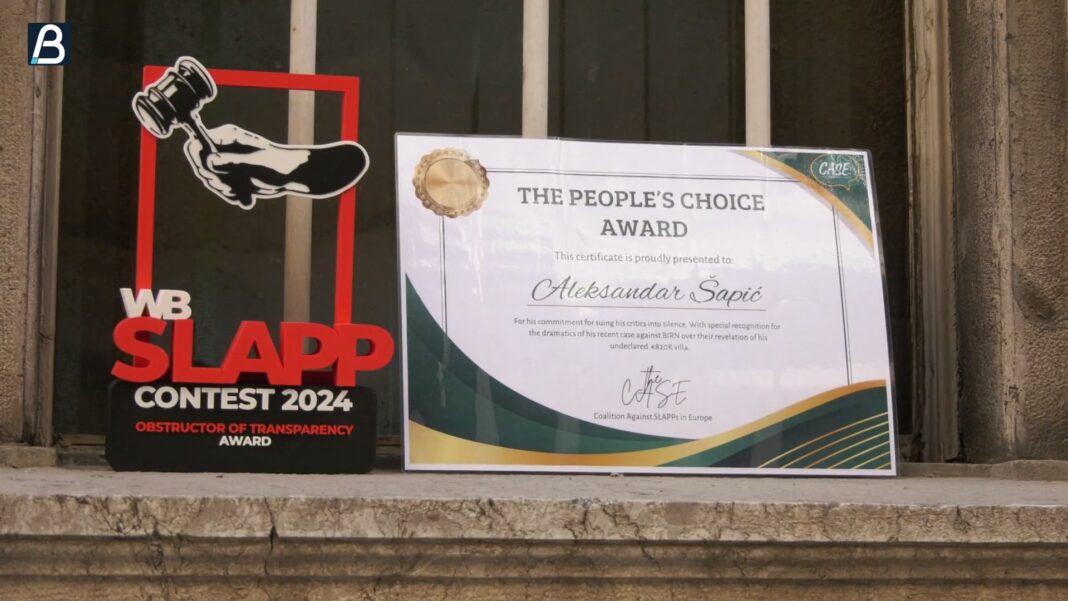 B
WB
SLAPP
CONTEST 2024
OBSTRUCTOR OF TRANSPARENCY
AWARD
CASE
THE PEOPLE'S CHOICE
AWARD
This certificate is proudly presented to:
Aleksandar Šapić
For his commitment for suing his critics into silence. With special recognition for
the dramatics of his recent case against BIRN over their revelation of his
undeclared, €820K villa.
the
CASE
Coalition Against SLAPPs in Europe